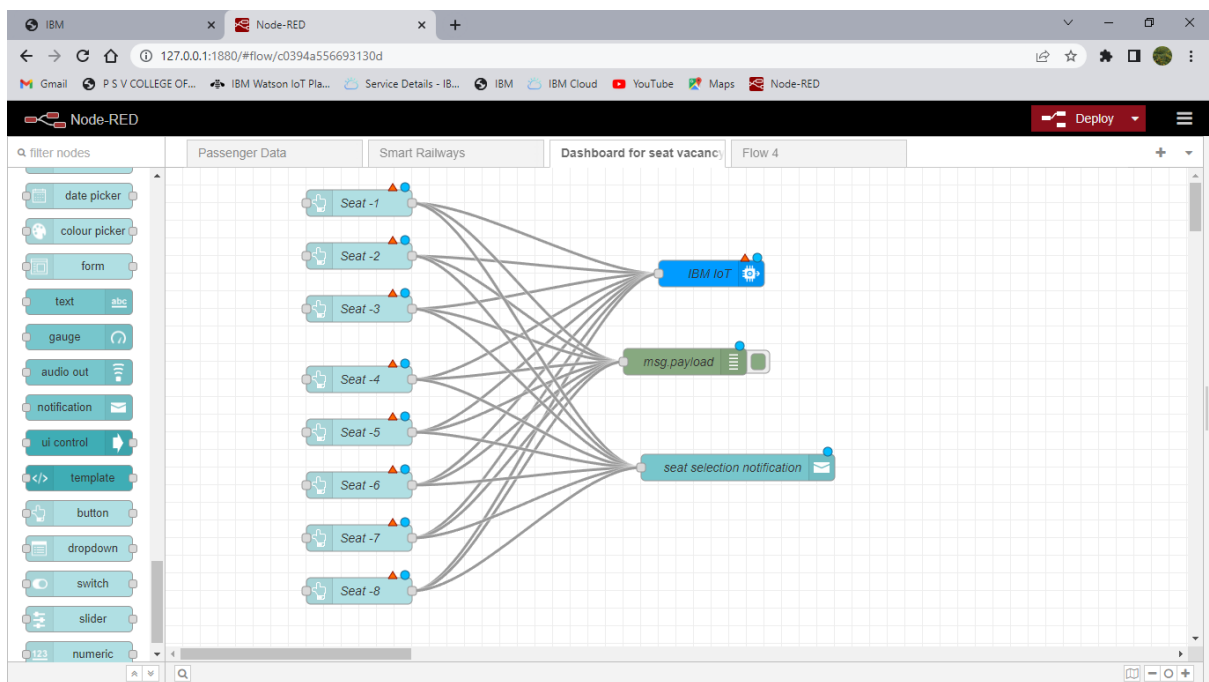 IBM
Node-RED
127.0.0.1:1880/#flow/c0394a556693130d
Gmail P S V COLLEGE OF... IBM Watson IoT Pla... Service Details - IB... IBM IBM Cloud YouTube Maps Node-RED
Node-RED Deploy
filter nodes Passenger Data Smart Railways Dashboard for seat vacancy Flow 4
date picker
colour picker
form
text abc
gauge
audio out
notification
ui control
</> template
button
dropdown
switch
slider
123 numeric
Seat -1
Seat -2
Seat -3
Seat -4
Seat -5
Seat -6
Seat -7
Seat -8
IBM IoT
msg.payload
seat selection notification